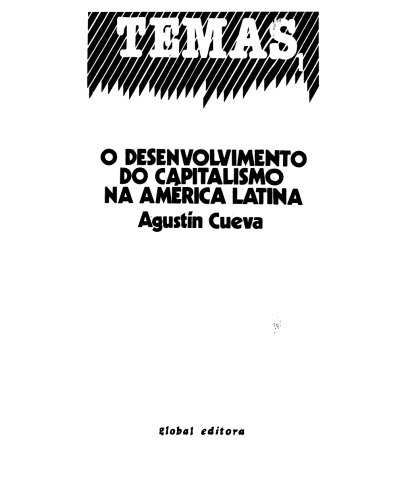 TEMAS
1
O DESENVOLVIMENTO
DO CAPITALISMO
NA AMÉRICA LATINA
Agustín Cueva
global editora